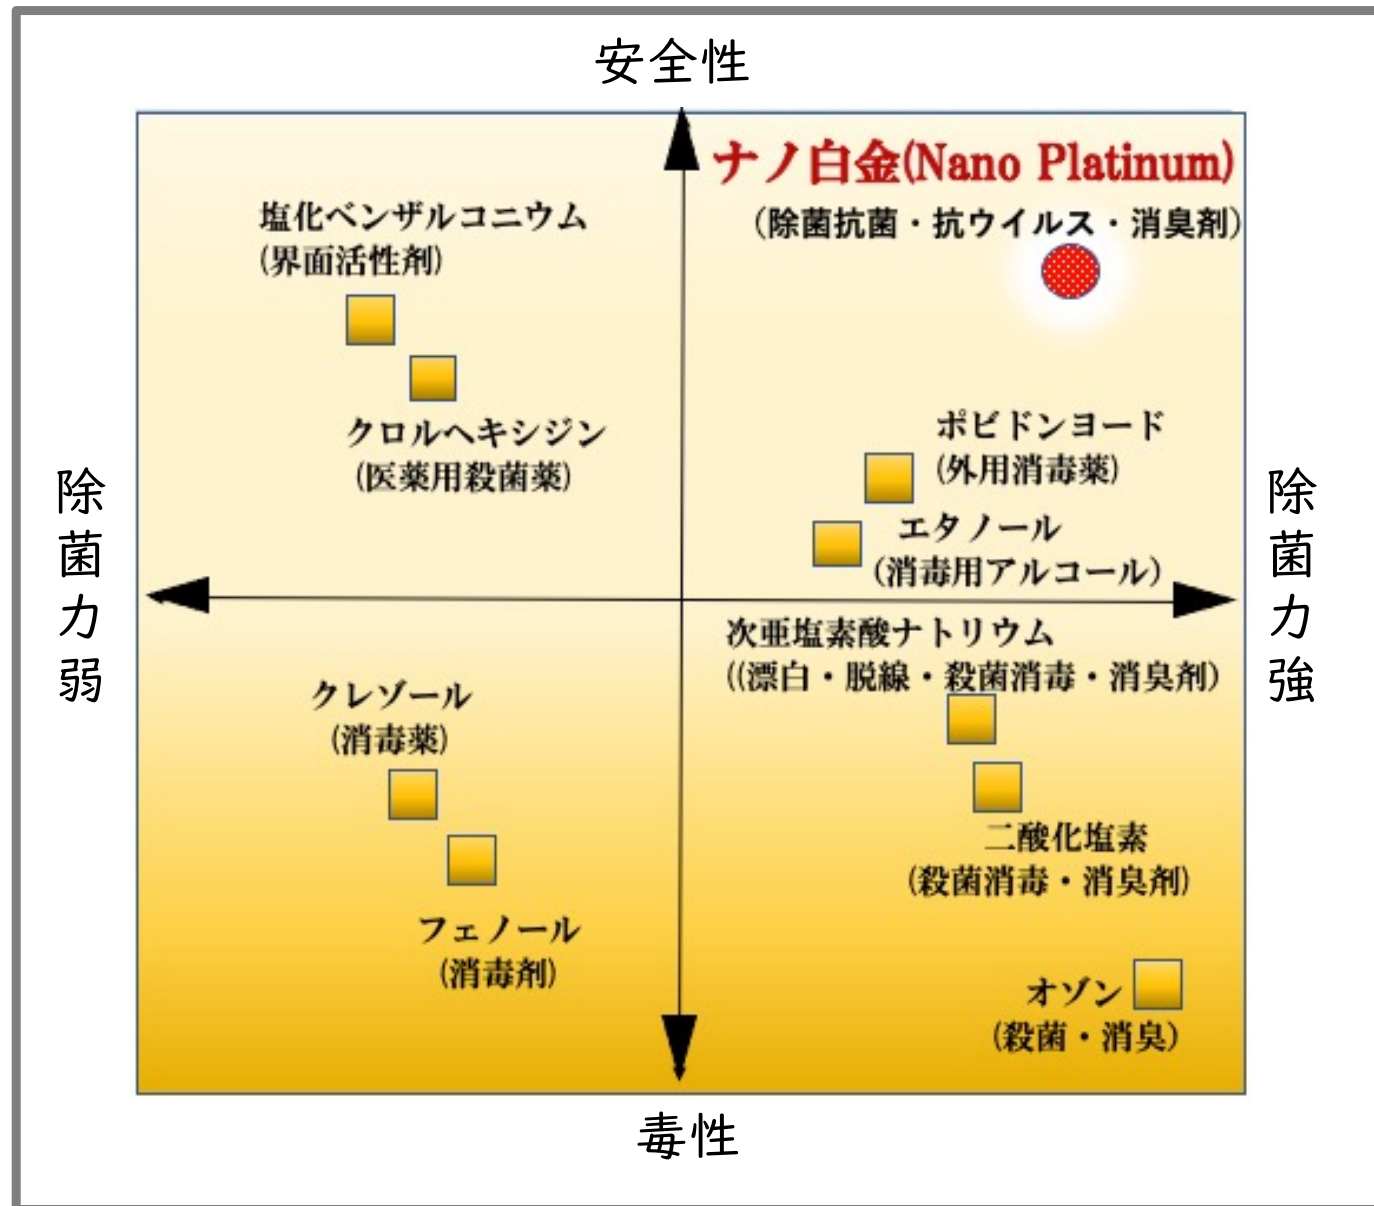 安全性
ナノ白金(Nano Platinum)
（除菌抗菌・抗ウイルス・消臭剤）
塩化ベンザルコニウム
(界面活性剤)
クロルヘキシジン
(医薬用殺菌薬)
ポビドンヨード
(外用消毒薬)
エタノール
（消毒用アルコール）
除菌力弱
除菌力強
次亜塩素酸ナトリウム
((漂白・脱線・殺菌消毒・消臭剤）
クレゾール
(消毒薬)
二酸化塩素
(殺菌消毒・消臭剤)
フェノール
(消毒剤)
オゾン
(殺菌・消臭）
毒性